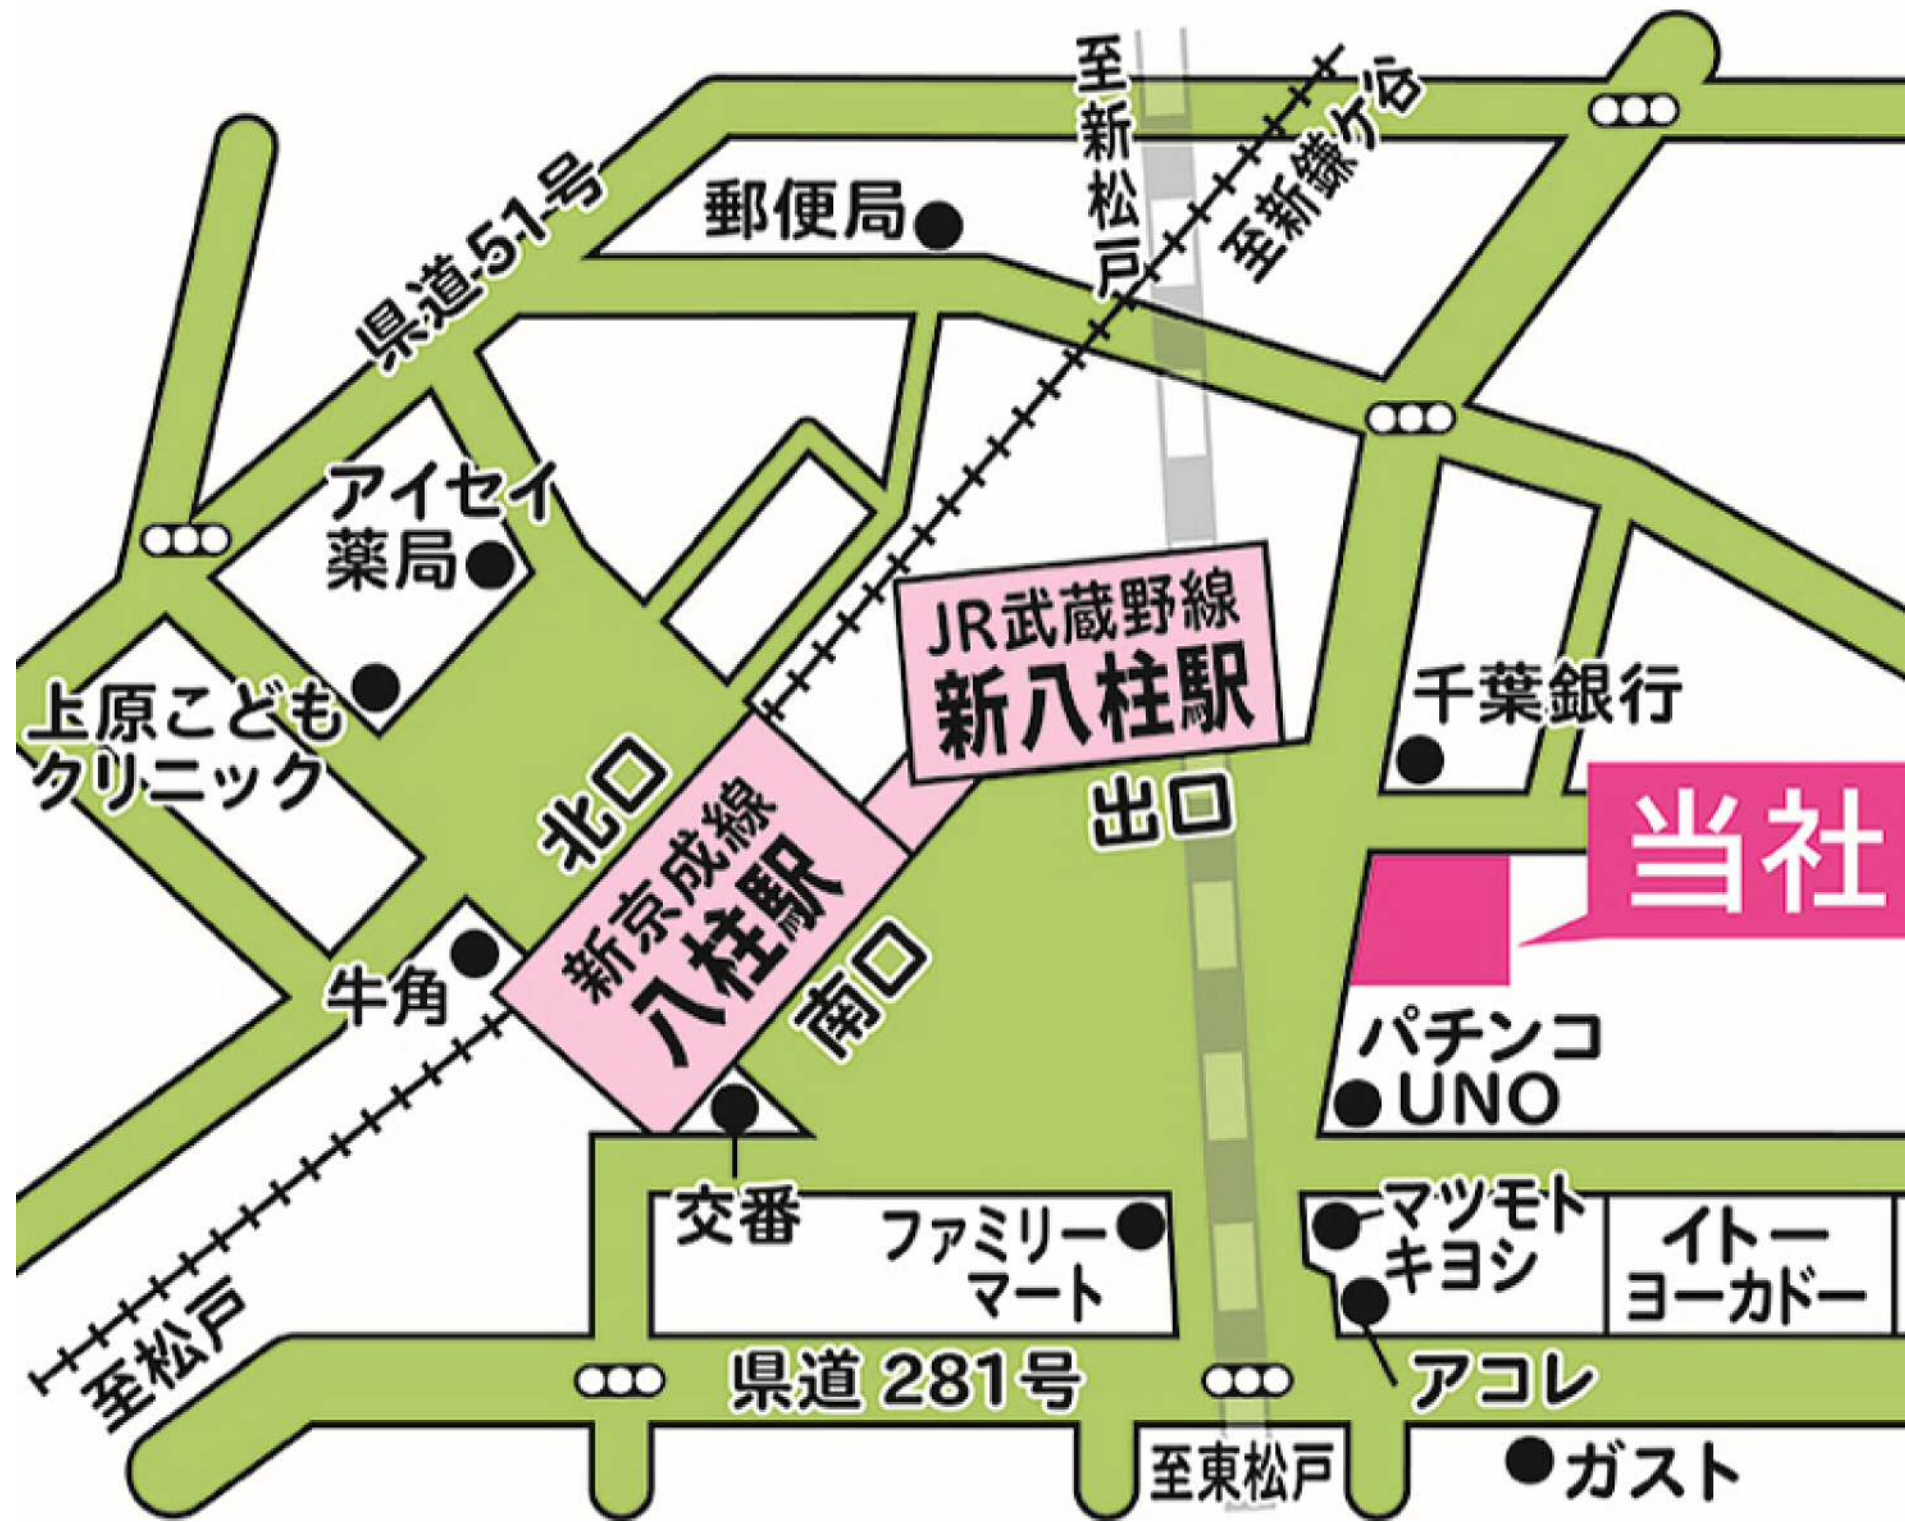 至新松戸
至新鎌ケ谷
県道51号
郵便局
アイセイ
薬局
上原こども
クリニック
北口
JR武蔵野線
新八柱駅
出口
千葉銀行
当社
新京成線
八柱駅
南口
牛角
パチンコ
UNO
交番
ファミリー
マート
マツモト
キヨシ
イトー
ヨーカドー
至松戸
県道281号
アコレ
至東松戸
ガスト